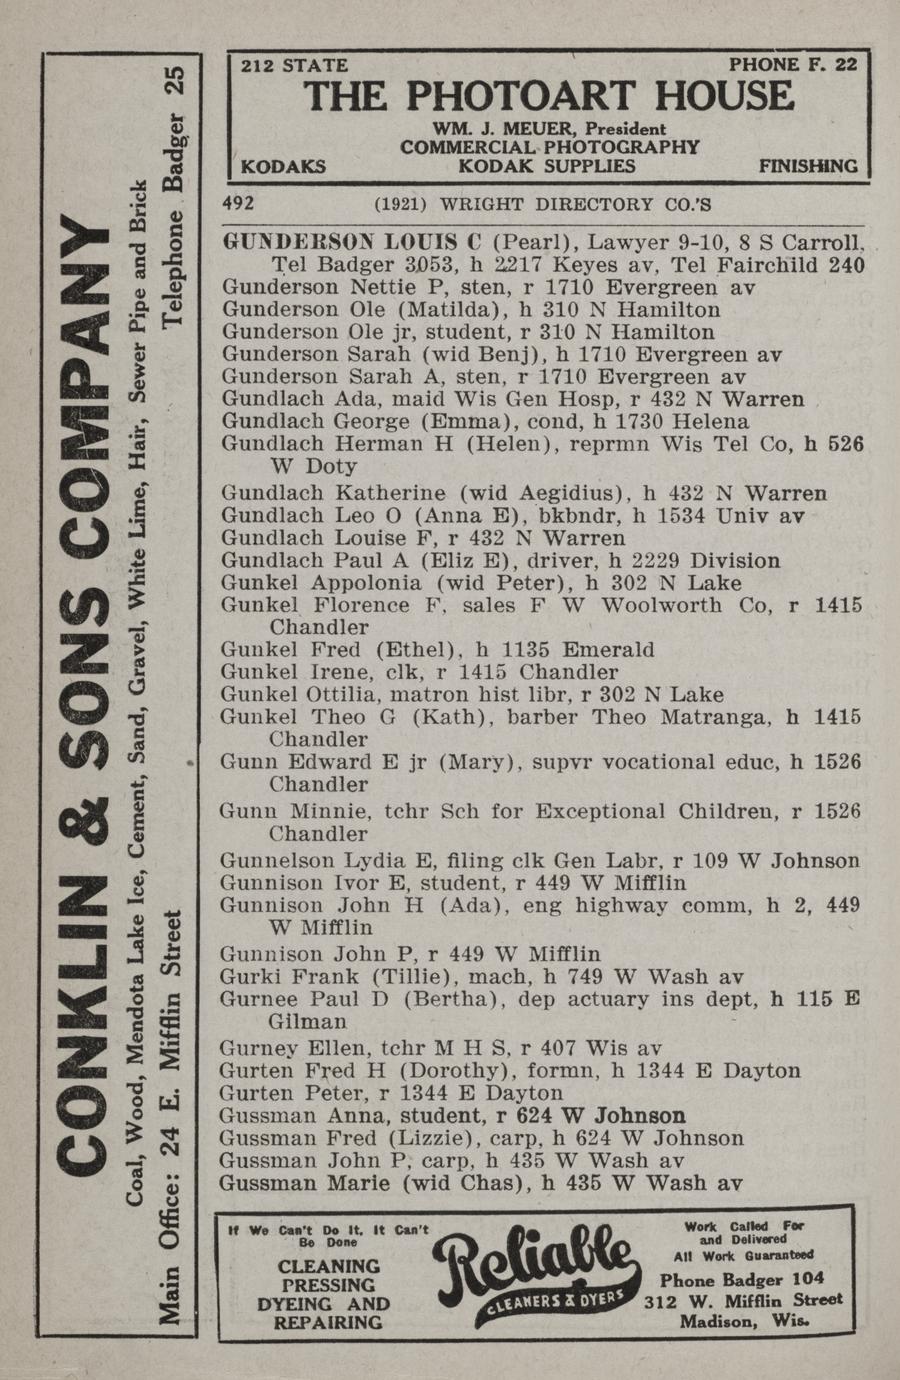 CONKLIN & SONS COMPANY
Coal, Wood, Mendota Lake Ice, Cement, Sand, Gravel, White Lime, Hair, Sewer Pipe and Brick
Main Office: 24 E. Mifflin Street Telephone Badger 25
212 STATE PHONE F. 22
THE PHOTOART HOUSE
WM. J. MEUER, President
COMMERCIAL PHOTOGRAPHY
KODAKS KODAK SUPPLIES FINISHING
492 (1921) WRIGHT DIRECTORY CO.'S
GUNDERSON LOUIS C (Pearl), Lawyer 9-10, 8 S Carroll,
Tel Badger 3053, h 2217 Keyes av, Tel Fairchild 240
Gunderson Nettie P, sten, r 1710 Evergreen av
Gunderson Ole (Matilda), h 310 N Hamilton
Gunderson Ole jr, student, r 310 N Hamilton
Gunderson Sarah (wid Benj), h 1710 Evergreen av
Gunderson Sarah A, sten, r 1710 Evergreen av
Gundlach Ada, maid Wis Gen Hosp, r 432 N Warren
Gundlach George (Emma), cond, h 1730 Helena
Gundlach Herman H (Helen), reprmn Wis Tel Co, h 526
W Doty
Gundlach Katherine (wid Aegidius), h 432 N Warren
Gundlach Leo O (Anna E), bkbndr, h 1534 Univ av
Gundlach Louise F, r 432 N Warren
Gundlach Paul A (Eliz E), driver, h 2229 Division
Gunkel Appolonia (wid Peter), h 302 N Lake
Gunkel Florence F, sales F W Woolworth Co, r 1415
Chandler
Gunkel Fred (Ethel), h 1135 Emerald
Gunkel Irene, clk, r 1415 Chandler
Gunkel Ottilia, matron hist libr, r 302 N Lake
Gunkel Theo G (Kath), barber Theo Matranga, h 1415
Chandler
Gunn Edward E jr (Mary), supvr vocational educ, h 1526
Chandler
Gunn Minnie, tchr Sch for Exceptional Children, r 1526
Chandler
Gunnelson Lydia E, filing clk Gen Labr, r 109 W Johnson
Gunnison Ivor E, student, r 449 W Mifflin
Gunnison John H (Ada), eng highway comm, h 2, 449
W Mifflin
Gunnison John P, r 449 W Mifflin
Gurki Frank (Tillie), mach, h 749 W Wash av
Gurnee Paul D (Bertha), dep actuary ins dept, h 115 E
Gilman
Gurney Ellen, tchr M H S, r 407 Wis av
Gurten Fred H (Dorothy), formn, h 1344 E Dayton
Gurten Peter, r 1344 E Dayton
Gussman Anna, student, r 624 W Johnson
Gussman Fred (Lizzie), carp, h 624 W Johnson
Gussman John P, carp, h 435 W Wash av
Gussman Marie (wid Chas), h 435 W Wash av
If We Can't Do It, It Can't
Be Done
CLEANING
PRESSING
DYEING AND
REPAIRING
Reliable
CLEANERS & DYERS
Work Called For
and Delivered
All Work Guaranteed
Phone Badger 104
312 W. Mifflin Street
Madison, Wis.